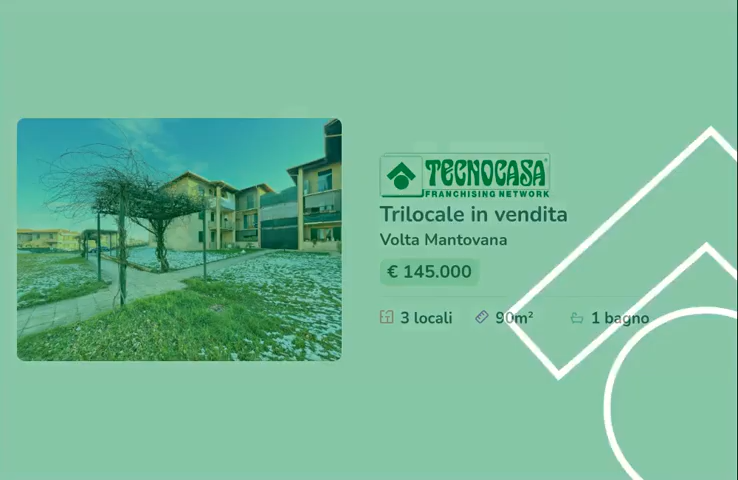 TECNOCASA
FRANCHISING NETWORK
Trilocale in vendita
Volta Mantovana
€ 145.000
3 locali 90m² 1 bagno